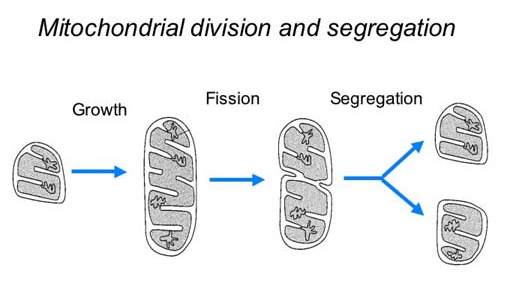 Mitochondrial division and segregation
Growth
Fission
Segregation